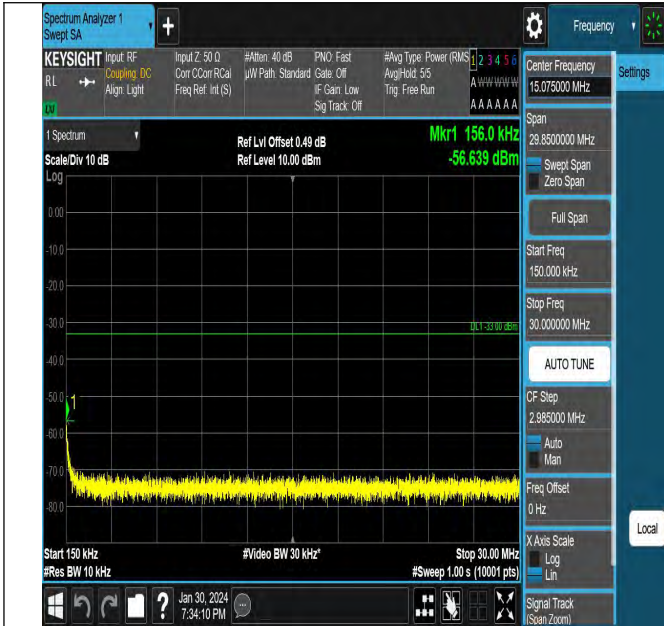 Spectrum Analyzer 1
Swept SA
+
Frequency
KEYSIGHT
RL
Input: RF
Coupling: DC
Align: Light
Input Z: 50 Ω
Corr CCorr RCal
Freq Ref: Int (S)
#Atten: 40 dB
µW Path: Standard
PNO: Fast
Gate: Off
IF Gain: Low
Sig Track: Off
#Avg Type: Power (RMS
Avg|Hold: 5/5
Trig: Free Run
1 2 3 4 5 6
A W W W W W
A A A A A A
Center Frequency
15.075000 MHz
Settings
1 Spectrum
Scale/Div 10 dB
Log
Ref Lvl Offset 0.49 dB
Ref Level 10.00 dBm
Mkr1 156.0 kHz
-56.639 dBm
Span
29.8500000 MHz
Swept Span
Zero Span
Full Span
Start Freq
150.000 kHz
Stop Freq
30.000000 MHz
AUTO TUNE
CF Step
2.985000 MHz
Auto
Man
Freq Offset
0 Hz
X Axis Scale
Log
Lin
Signal Track
(Span Zoom)
Local
0.00
-10.0
-20.0
-30.0
DL1 -33.00 dBm
-40.0
-50.0
1
-60.0
-70.0
-80.0
Start 150 kHz
#Res BW 10 kHz
#Video BW 30 kHz*
Stop 30.00 MHz
#Sweep 1.00 s (10001 pts)
?
Jan 30, 2024
7:34:10 PM